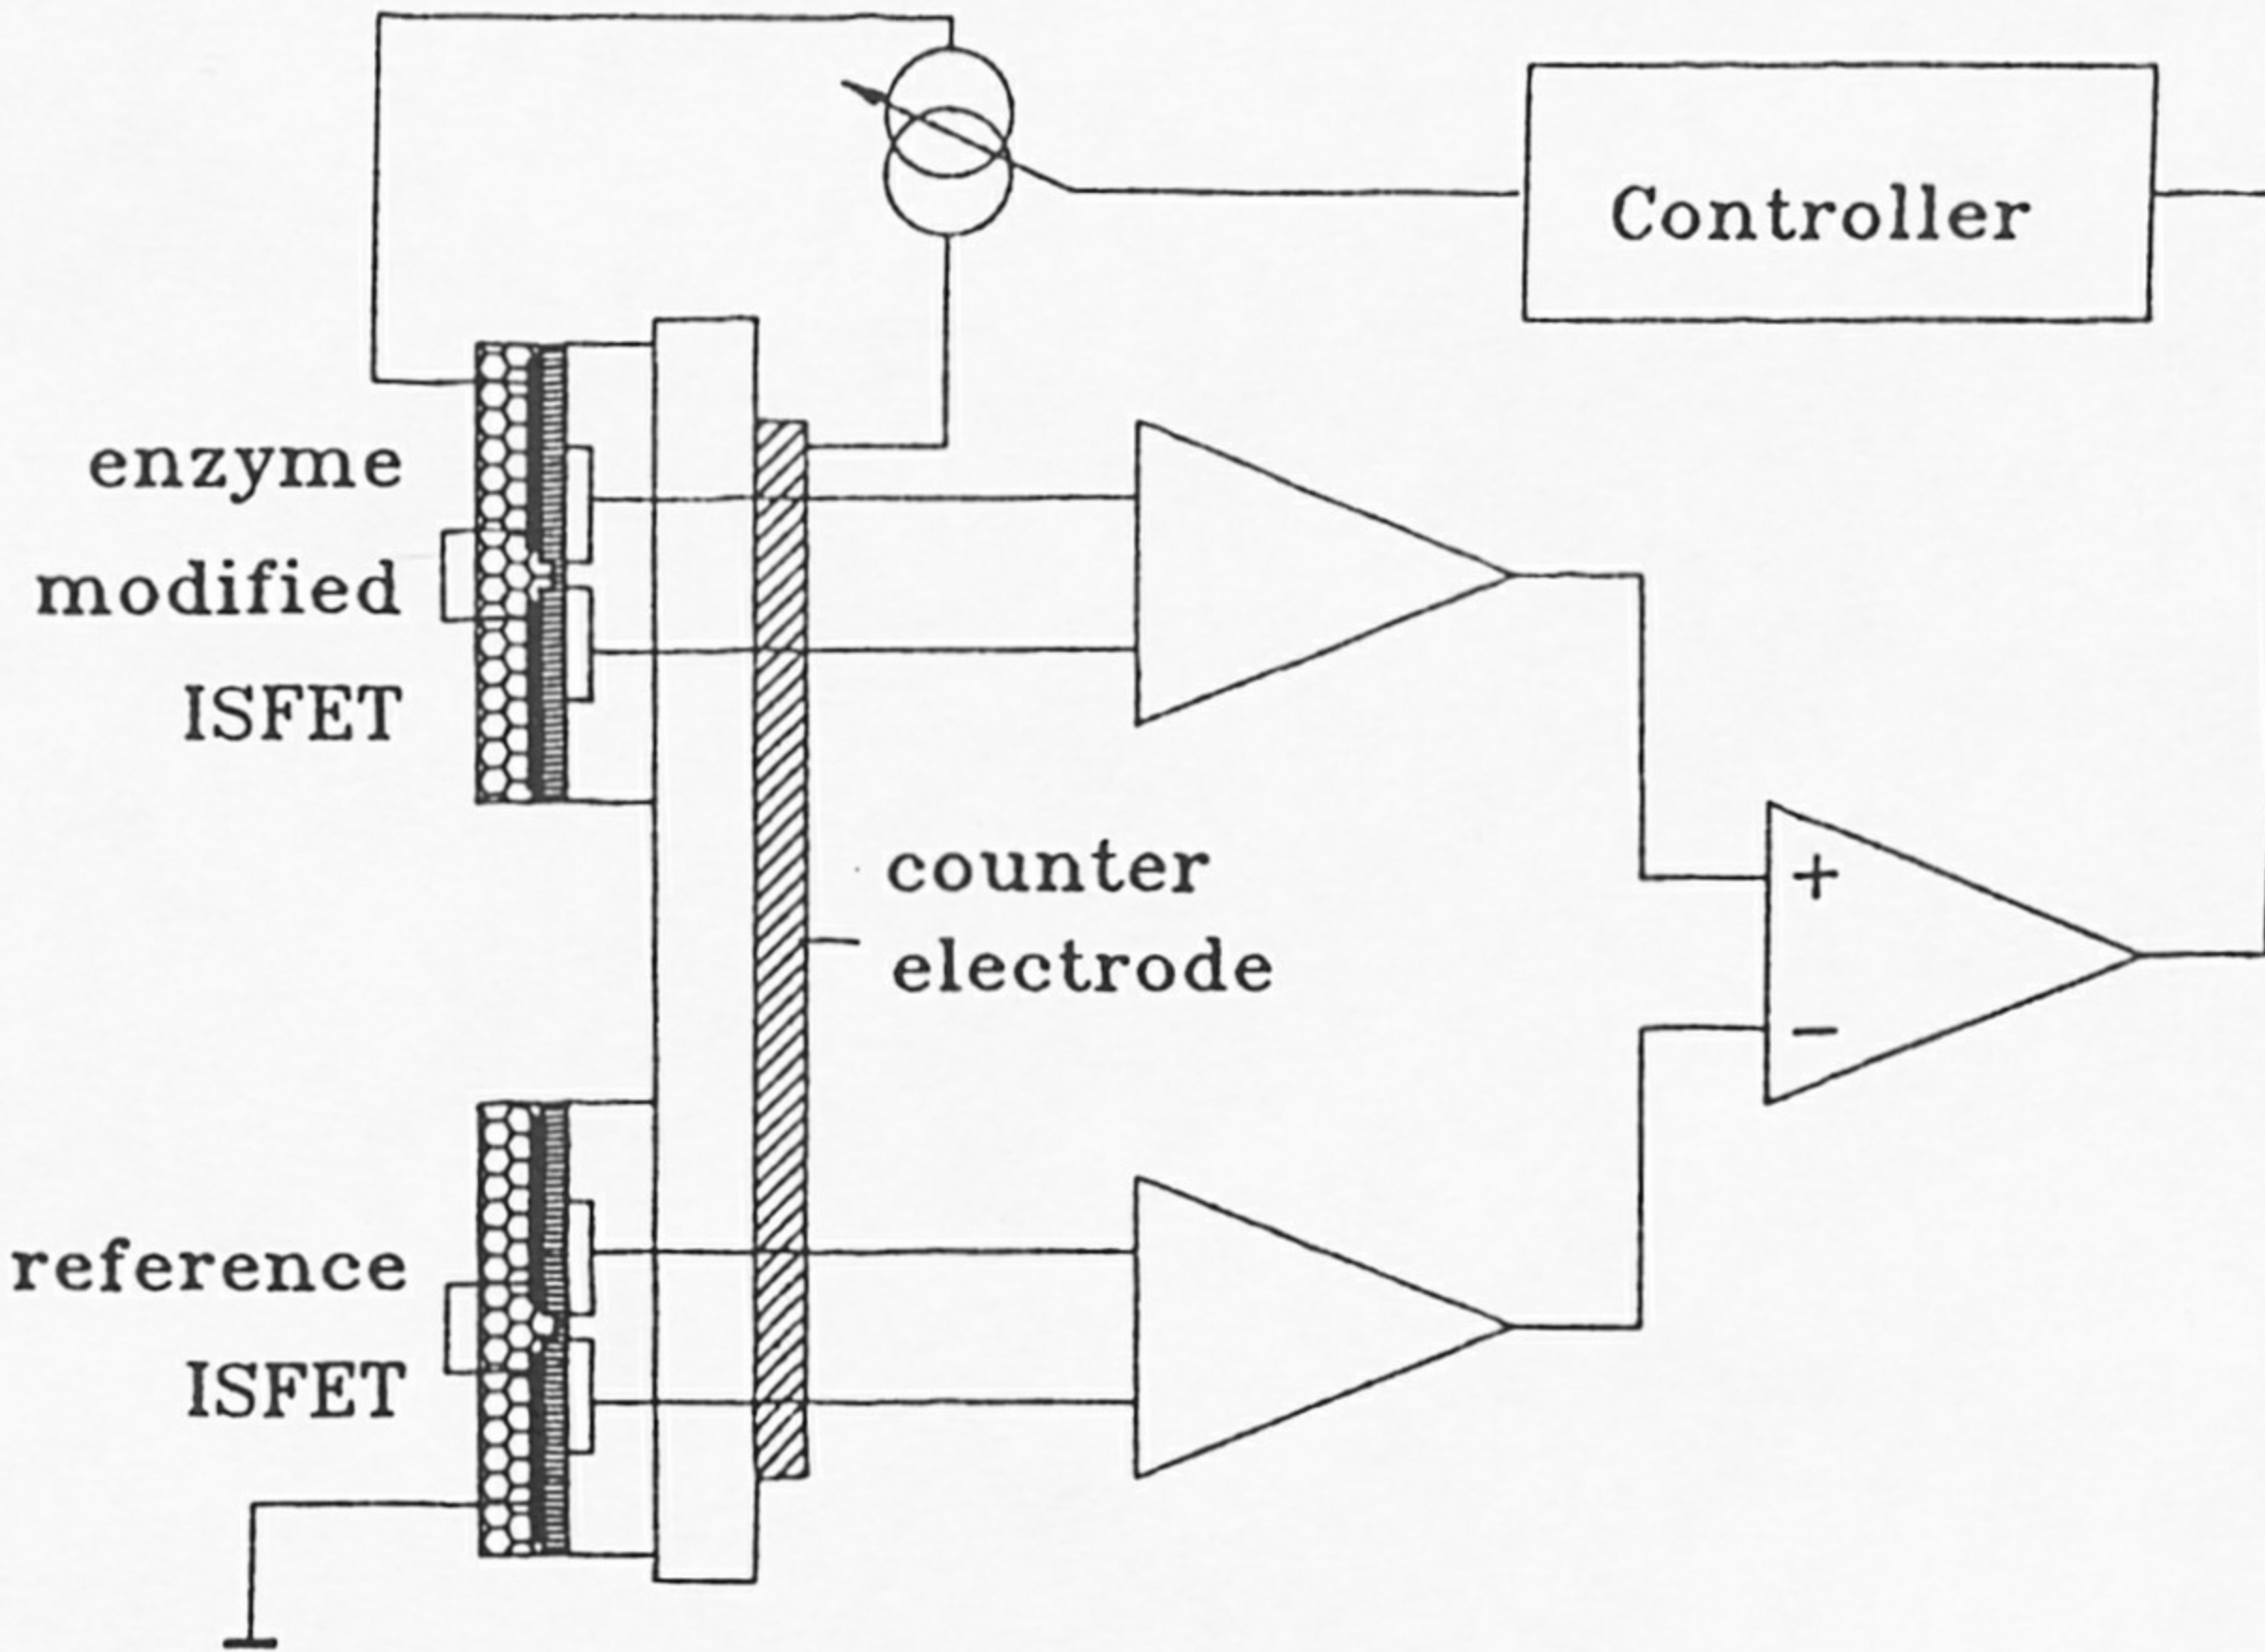 Controller
enzyme
modified
ISFET
counter
electrode
+
−
reference
ISFET